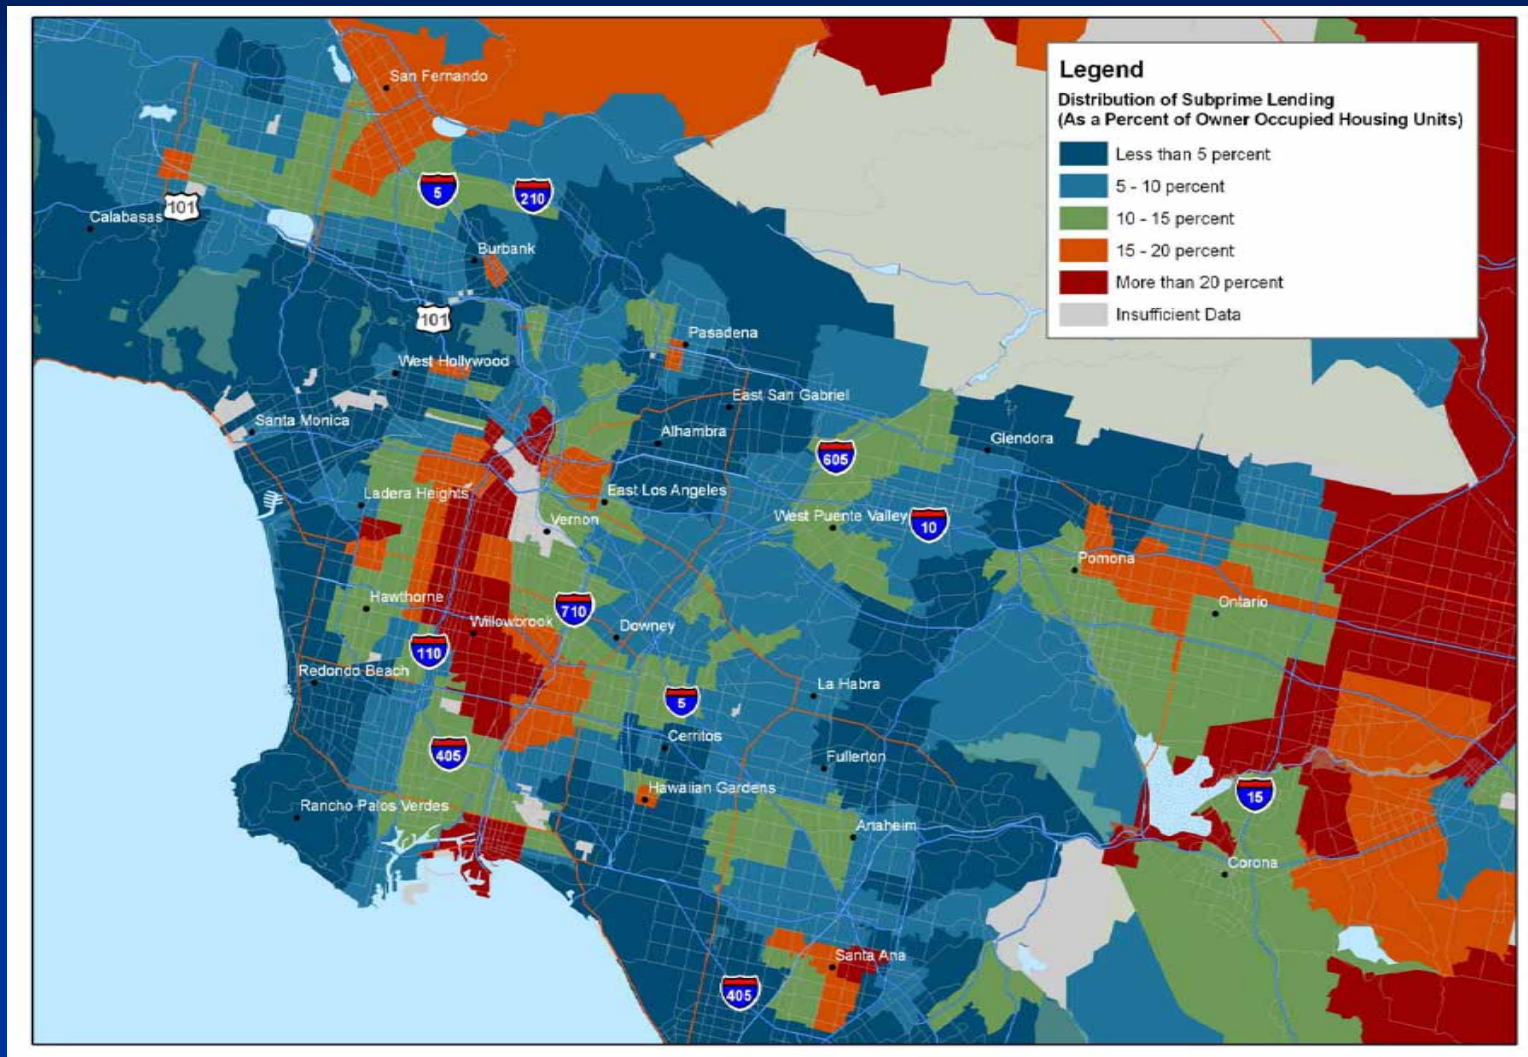 Legend
Distribution of Subprime Lending
(As a Percent of Owner Occupied Housing Units)
Less than 5 percent
5 - 10 percent
10 - 15 percent
15 - 20 percent
More than 20 percent
Insufficient Data
San Fernando
5
210
101
Calabasas
Burbank
101
Pasadena
West Hollywood
East San Gabriel
Santa Monica
Alhambra
Glendora
605
Ladera Heights
East Los Angeles
Vernon
West Puente Valley
10
Pomona
Hawthorne
710
Ontario
Willowbrook
Downey
110
Redondo Beach
La Habra
5
Cerritos
405
Fullerton
Hawaiian Gardens
15
Rancho Palos Verdes
Anaheim
Corona
Santa Ana
405